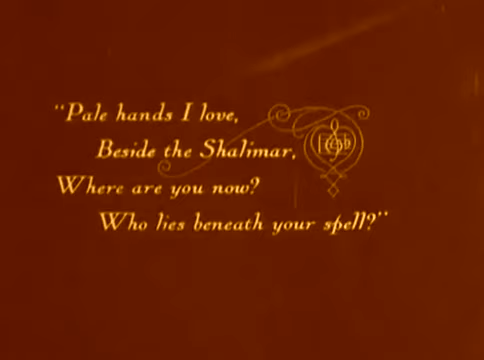 “Pale hands I love,
Beside the Shalimar,
Where are you now?
Who lies beneath your spell?”